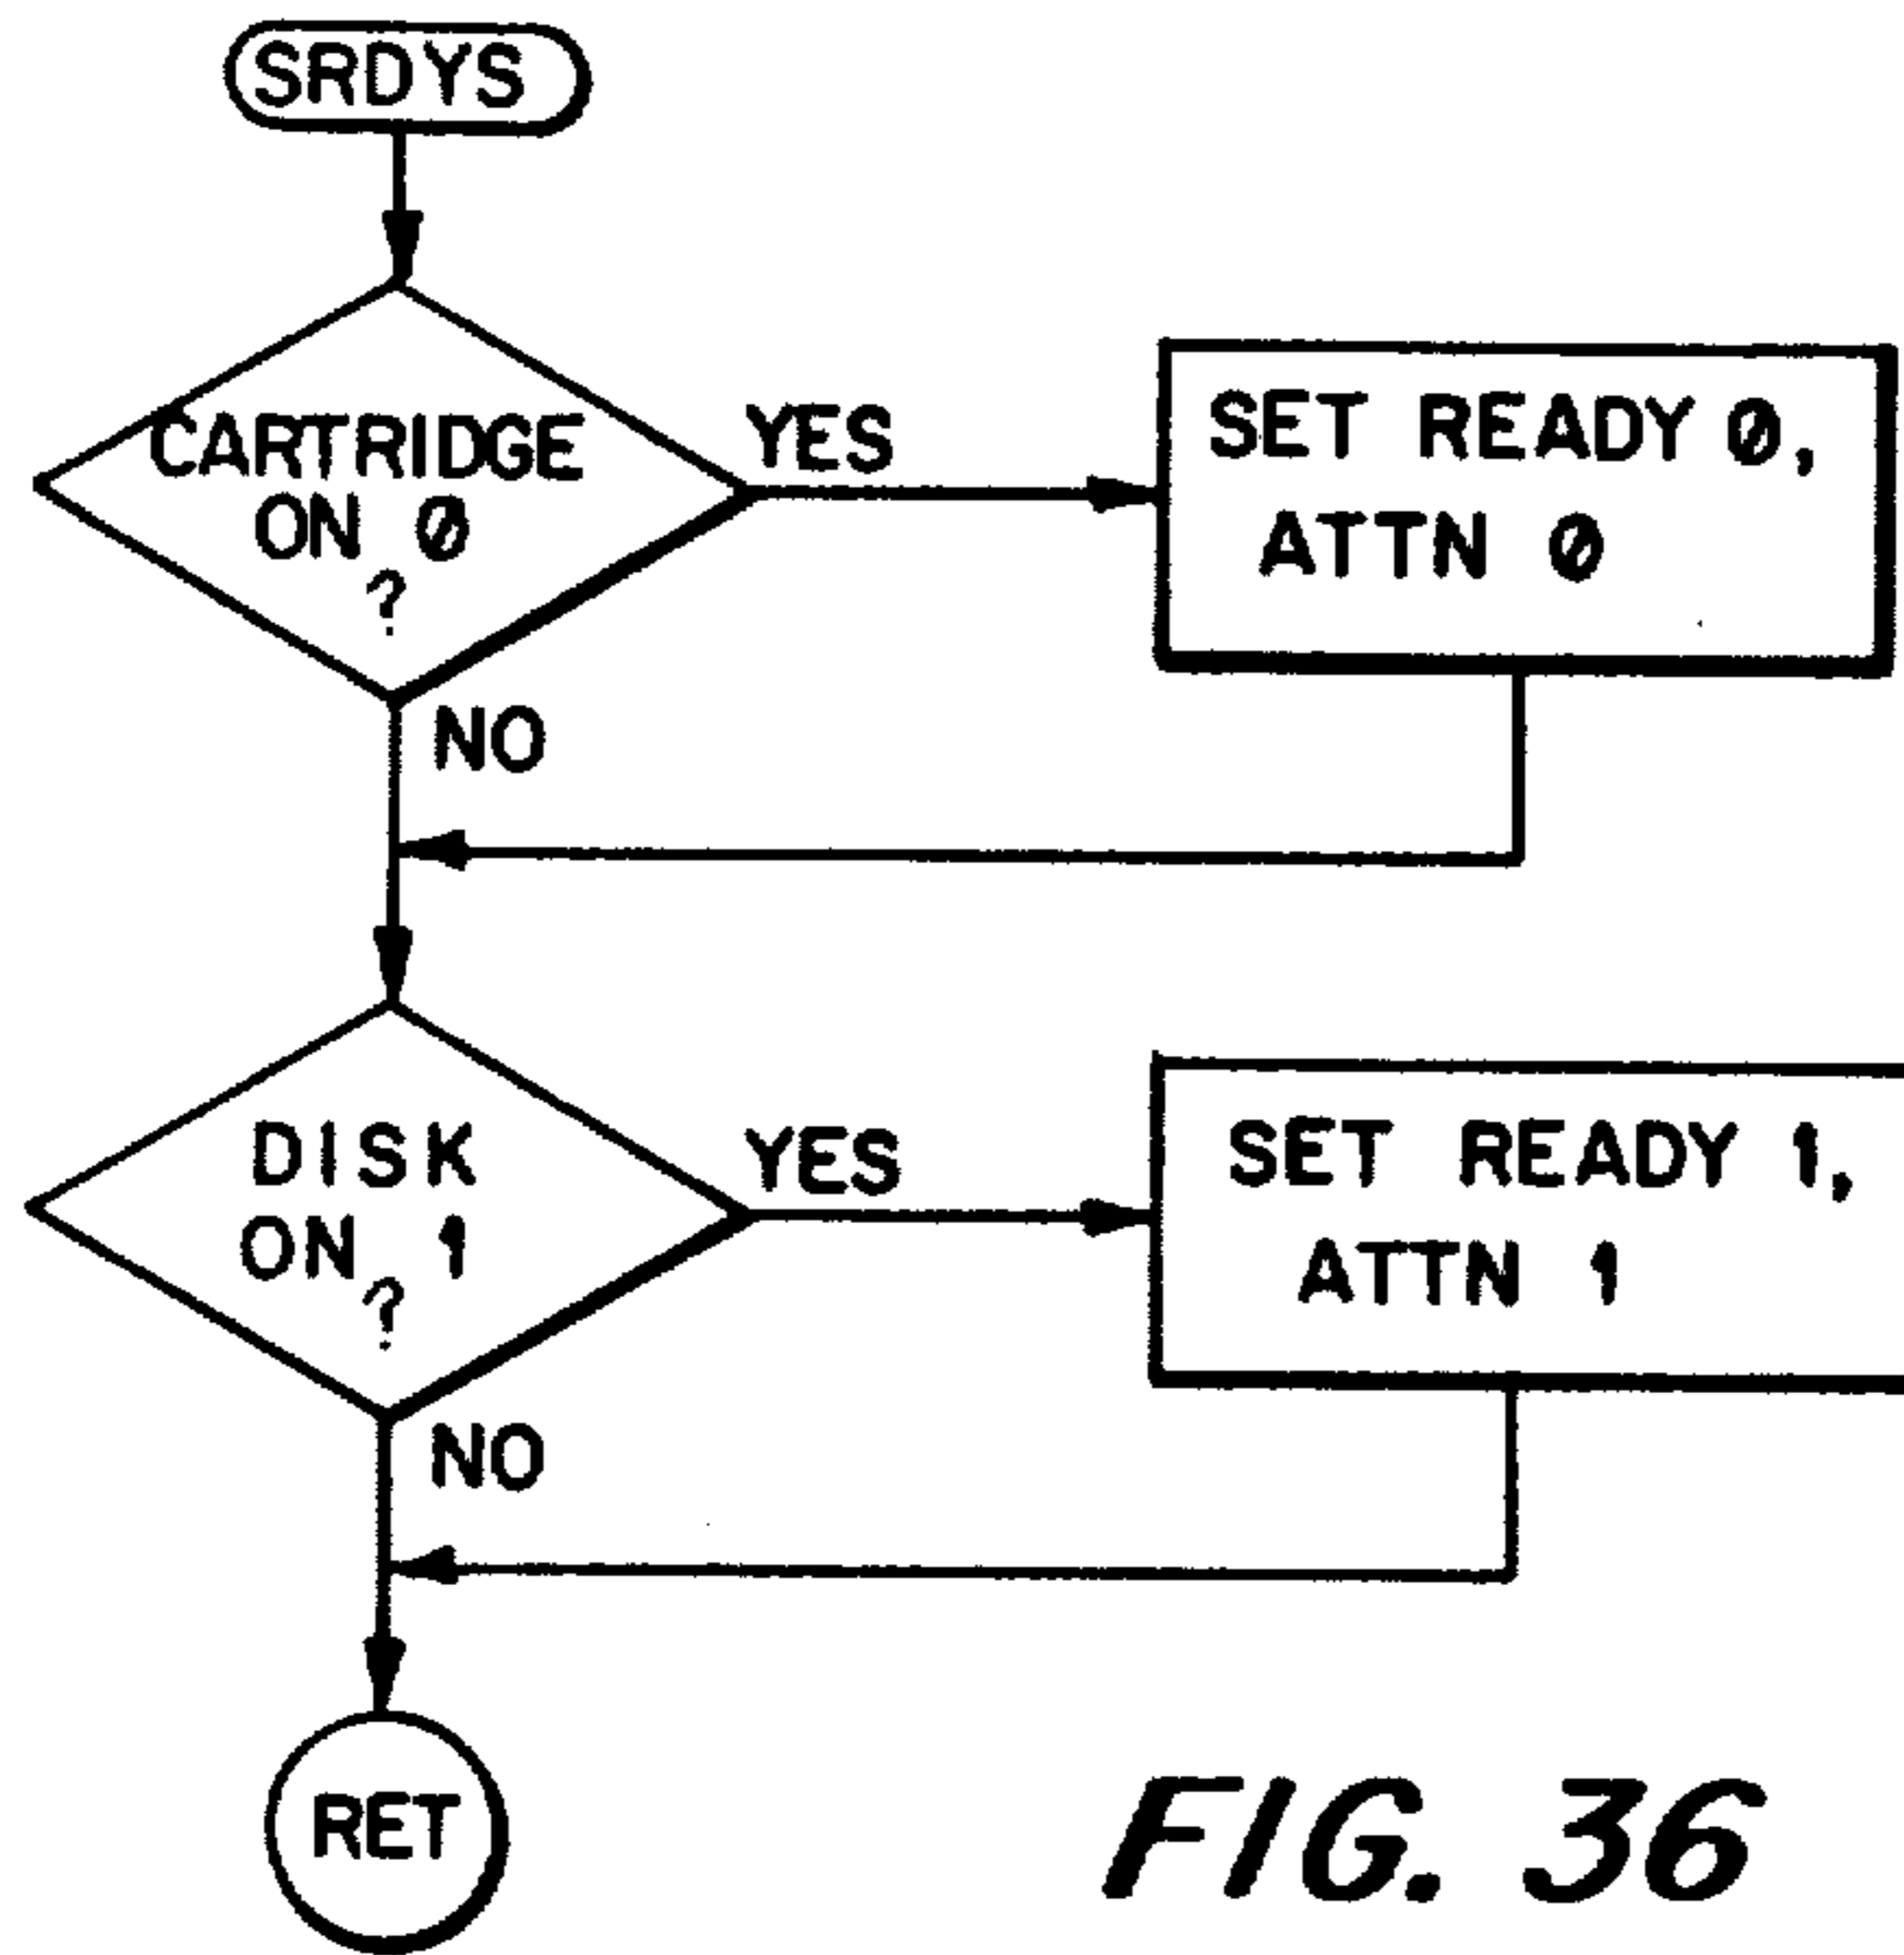 SRDYS
CARTRIDGE
ON 0
?
YES
SET READY 0,
ATTN 0
NO
DISK
ON 1
?
YES
SET READY 1,
ATTN 1
NO
RET
FIG. 36